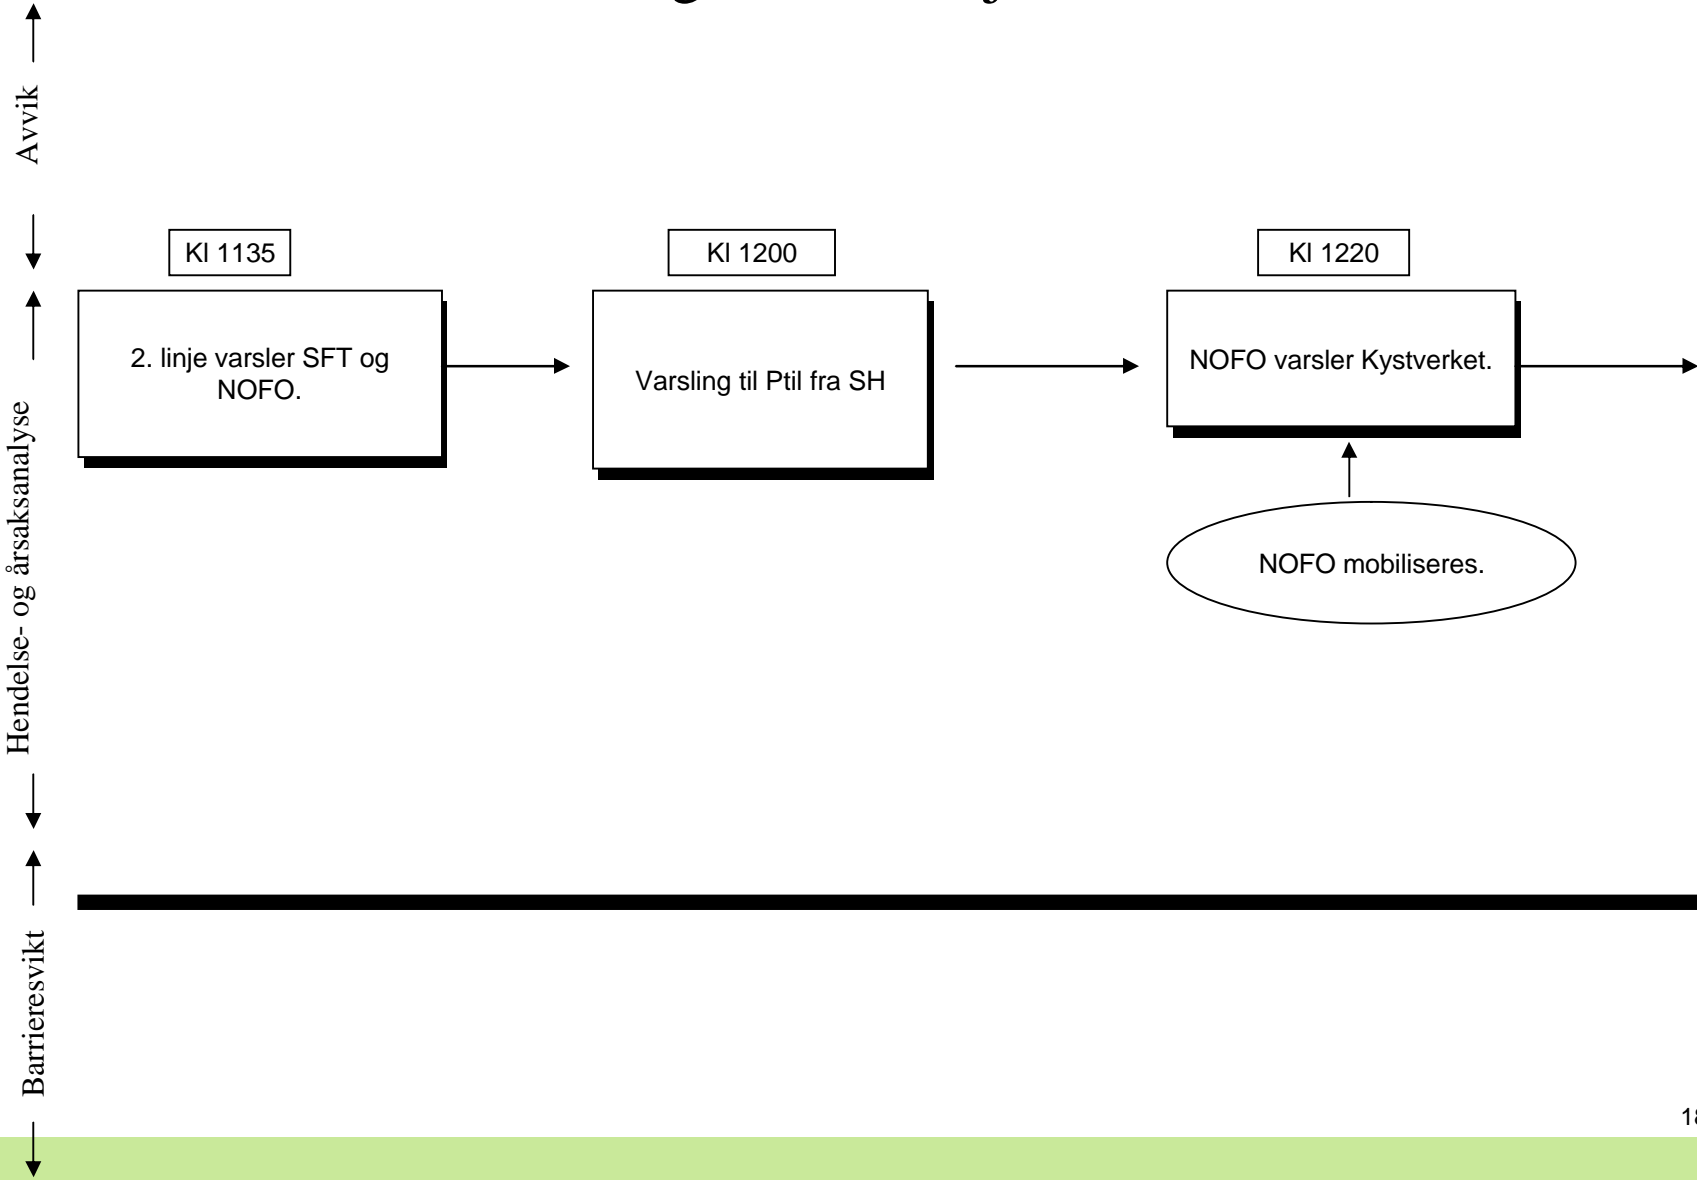 Avvik
Kl 1135
Kl 1200
Kl 1220
2. linje varsler SFT og
NOFO.
Varsling til Ptil fra SH
NOFO varsler Kystverket.
NOFO mobiliseres.
Hendelse- og årsaksanalyse
Barrieresvikt